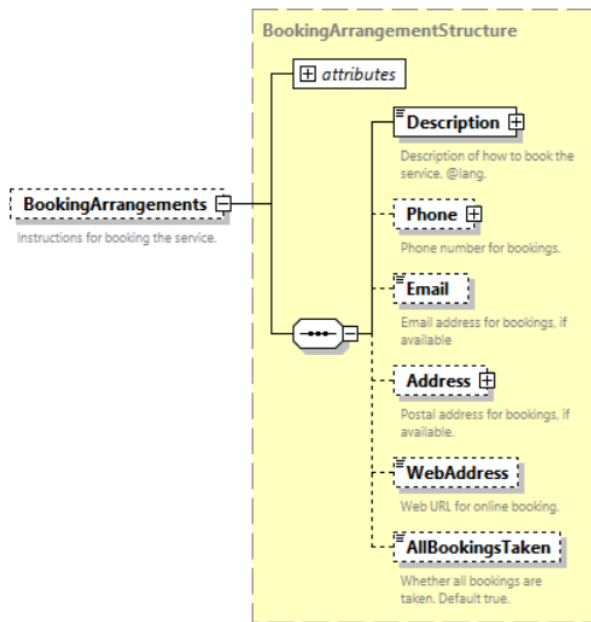 BookingArrangementStructure
attributes
Description
Description of how to book the
service. @lang.
BookingArrangements
Instructions for booking the service.
Phone
Phone number for bookings.
Email
Email address for bookings, if
available
Address
Postal address for bookings, if
available.
WebAddress
Web URL for online booking.
AllBookingsTaken
Whether all bookings are
taken. Default true.